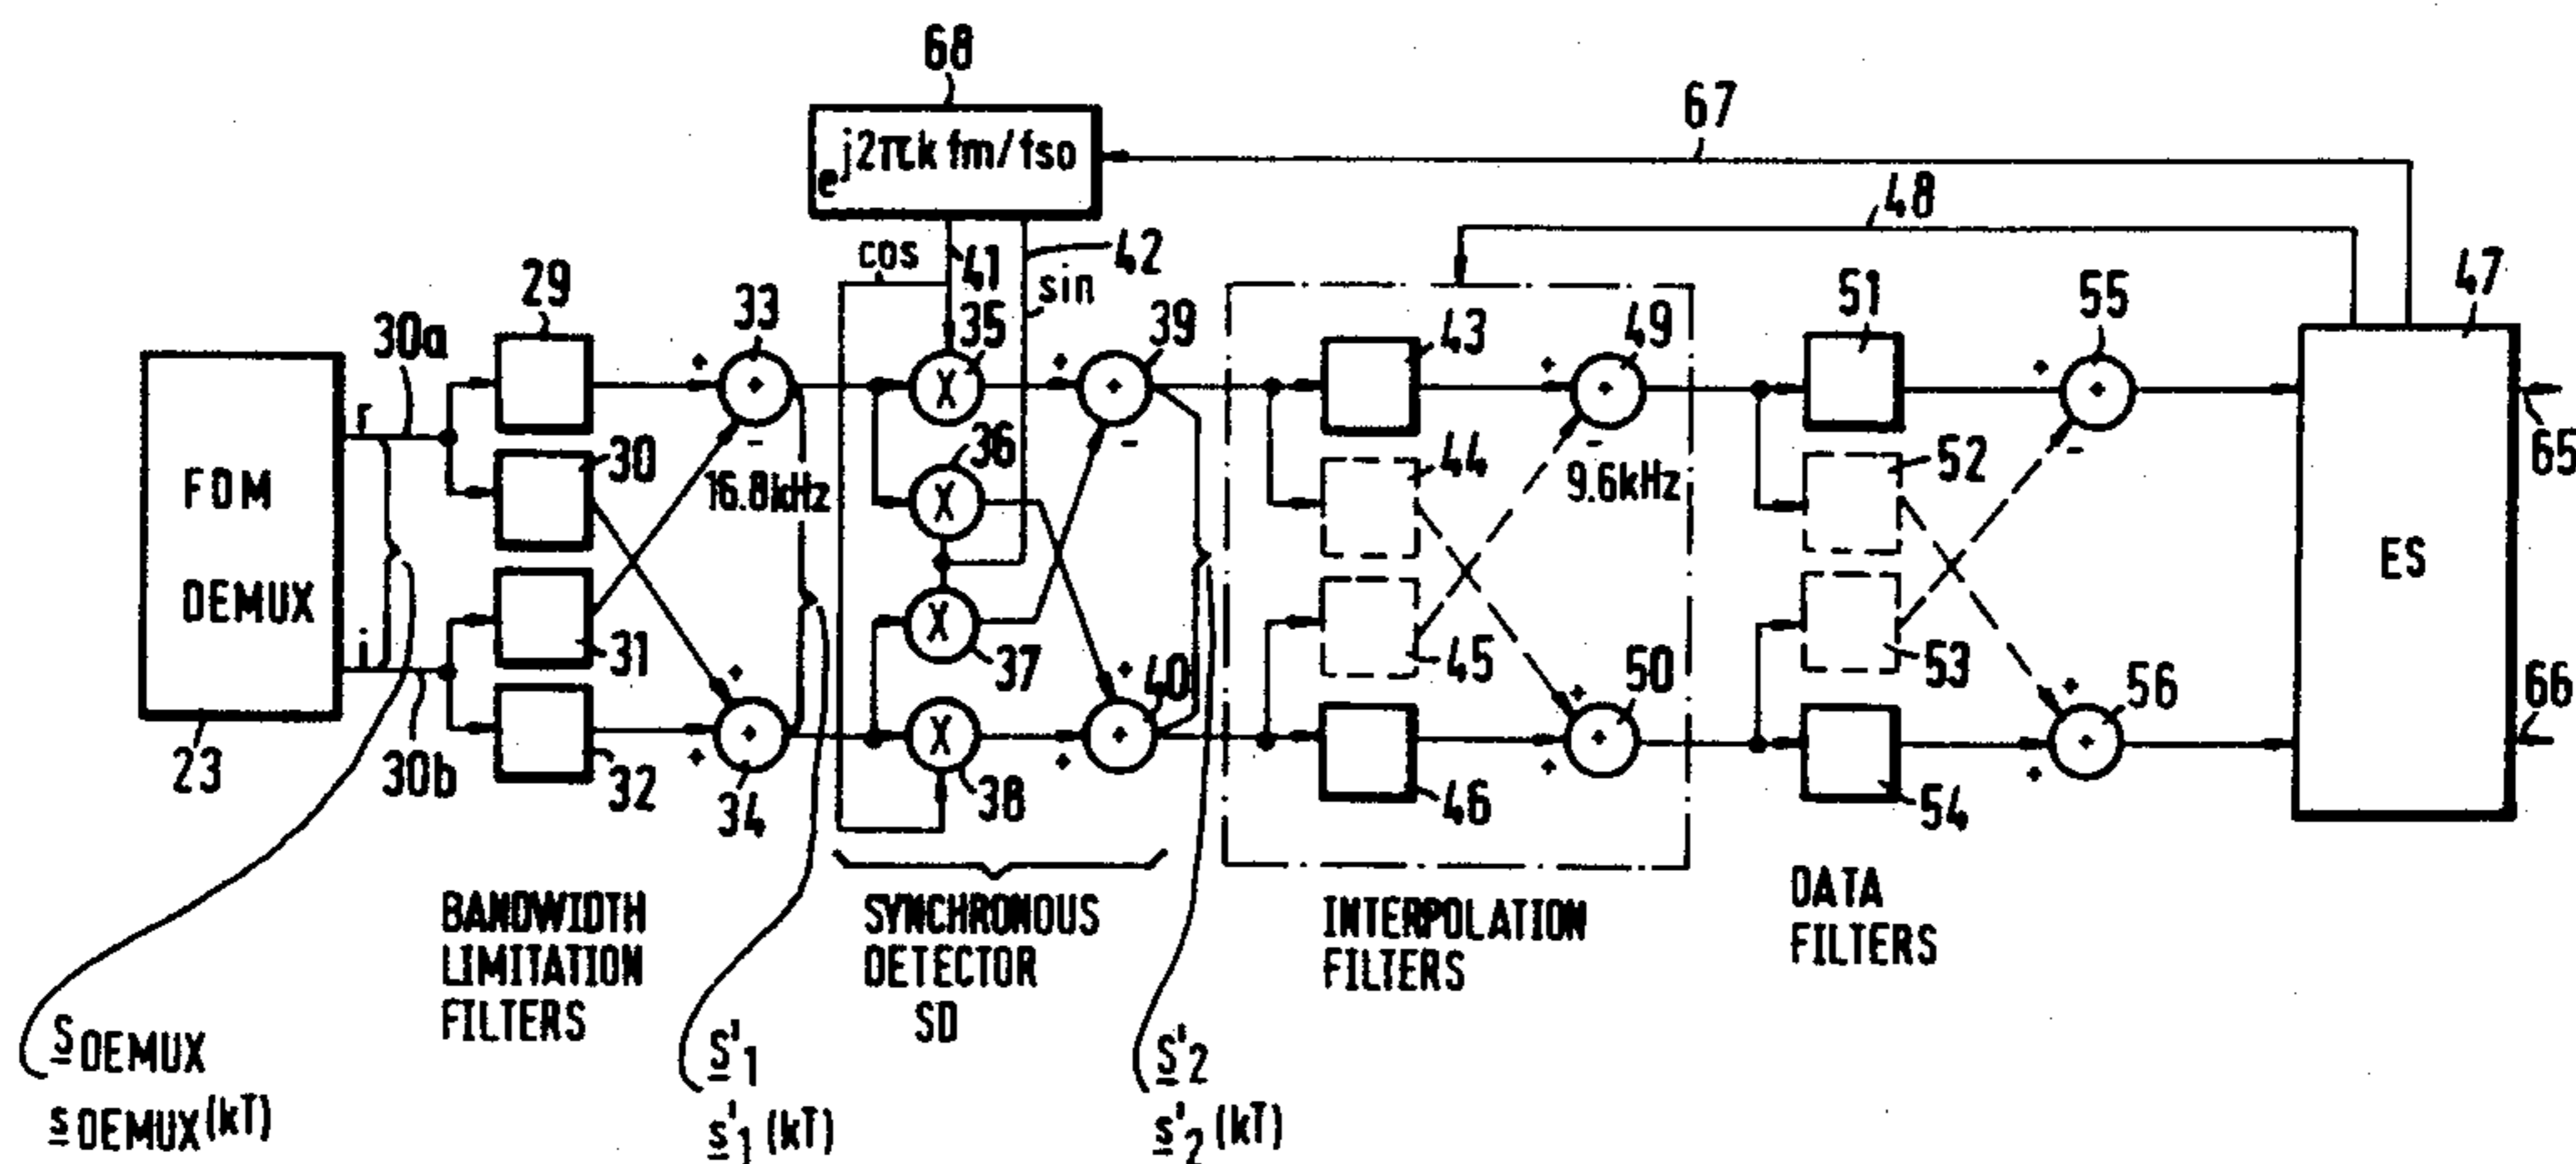 68
e j2πk fm/fso
67
48
cos
41
42
sin
29
30a
33
35
39
43
49
51
55
47
r
+
+
-
X
+
+
-
+
+
-
+
+
-
65
FDM
DEMUX
30
16.8kHz
36
X
44
9.6kHz
52
ES
i
31
X
37
45
53
23
30b
32
+
+
+
34
X
38
+
+
+
40
46
+
+
+
50
54
+
+
+
56
66
BANDWIDTH
LIMITATION
FILTERS
SYNCHRONOUS
DETECTOR
SD
INTERPOLATION
FILTERS
DATA
FILTERS
S DEMUX
s DEMUX (kT)
S'1
s'1 (kT)
S'2
s'2 (kT)